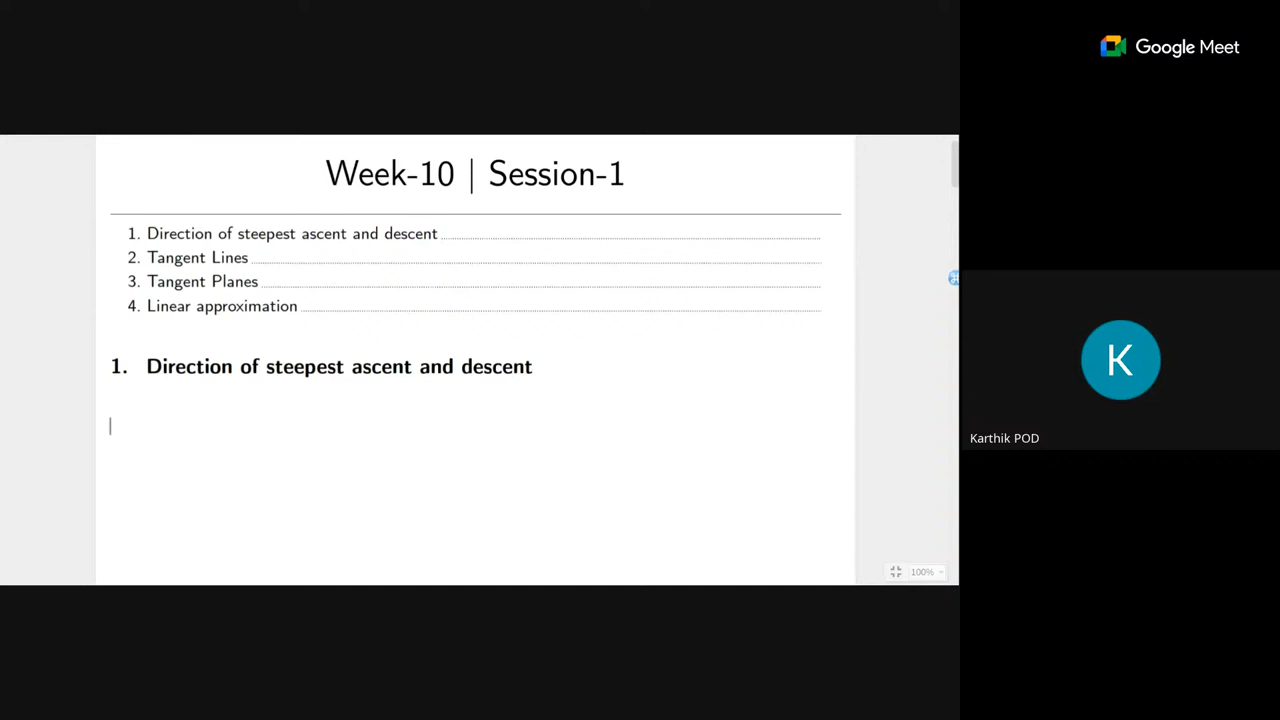 Google Meet
Week-10 | Session-1
1. Direction of steepest ascent and descent
2. Tangent Lines
3. Tangent Planes
4. Linear approximation
1. Direction of steepest ascent and descent
K
Karthik POD
100%